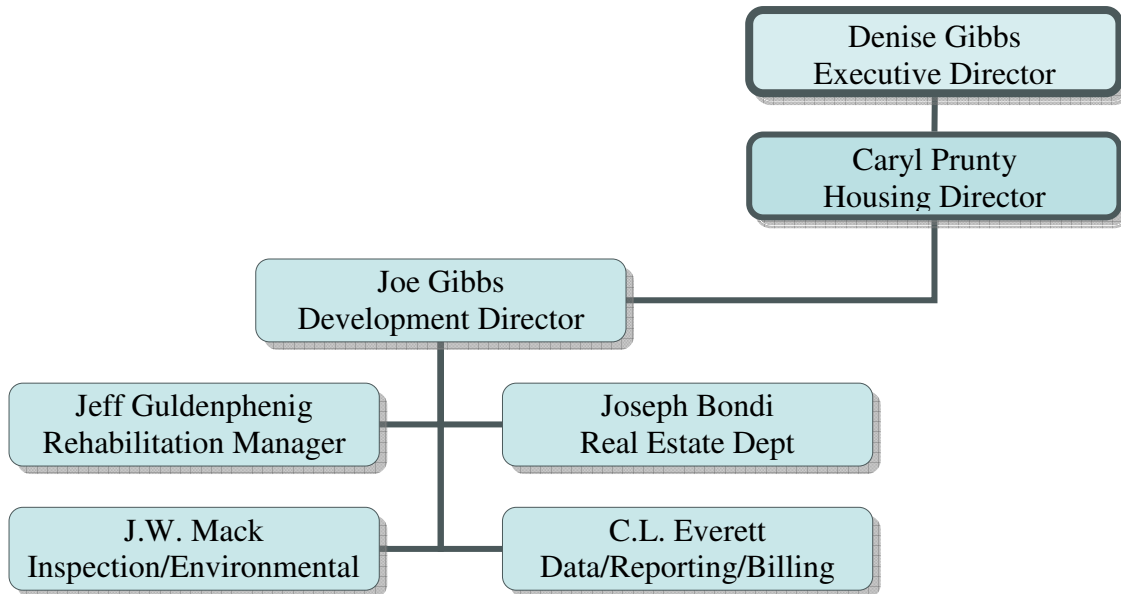 Denise Gibbs
Executive Director
Caryl Prunty
Housing Director
Joe Gibbs
Development Director
Jeff Guldenphenig
Rehabilitation Manager
Joseph Bondi
Real Estate Dept
J.W. Mack
Inspection/Environmental
C.L. Everett
Data/Reporting/Billing